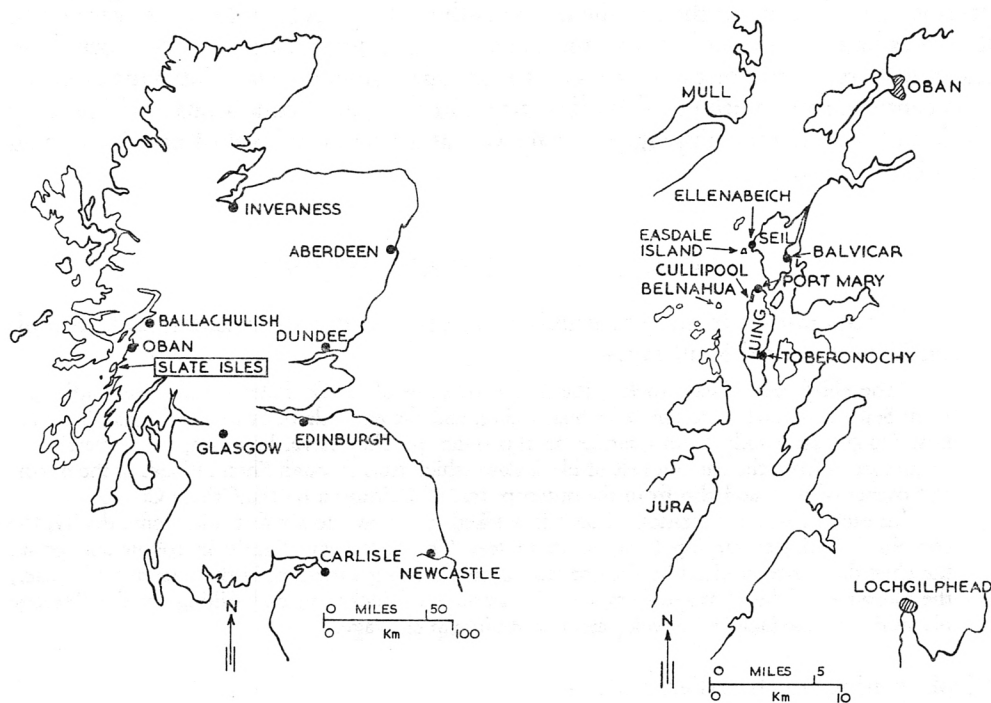 INVERNESS
ABERDEEN
BALLACHULISH
OBAN
DUNDEE
SLATE ISLES
EDINBURGH
GLASGOW
CARLISLE
NEWCASTLE
N
0 MILES 50
0 Km 100
MULL
OBAN
ELLENABEICH
SEIL
EASDALE
ISLAND
BALVICAR
CULLIPOOL
PORT MARY
BELNAHUA
LUING
TOBERONOCHY
JURA
LOCHGILPHEAD
N
0 MILES 5
0 Km 10